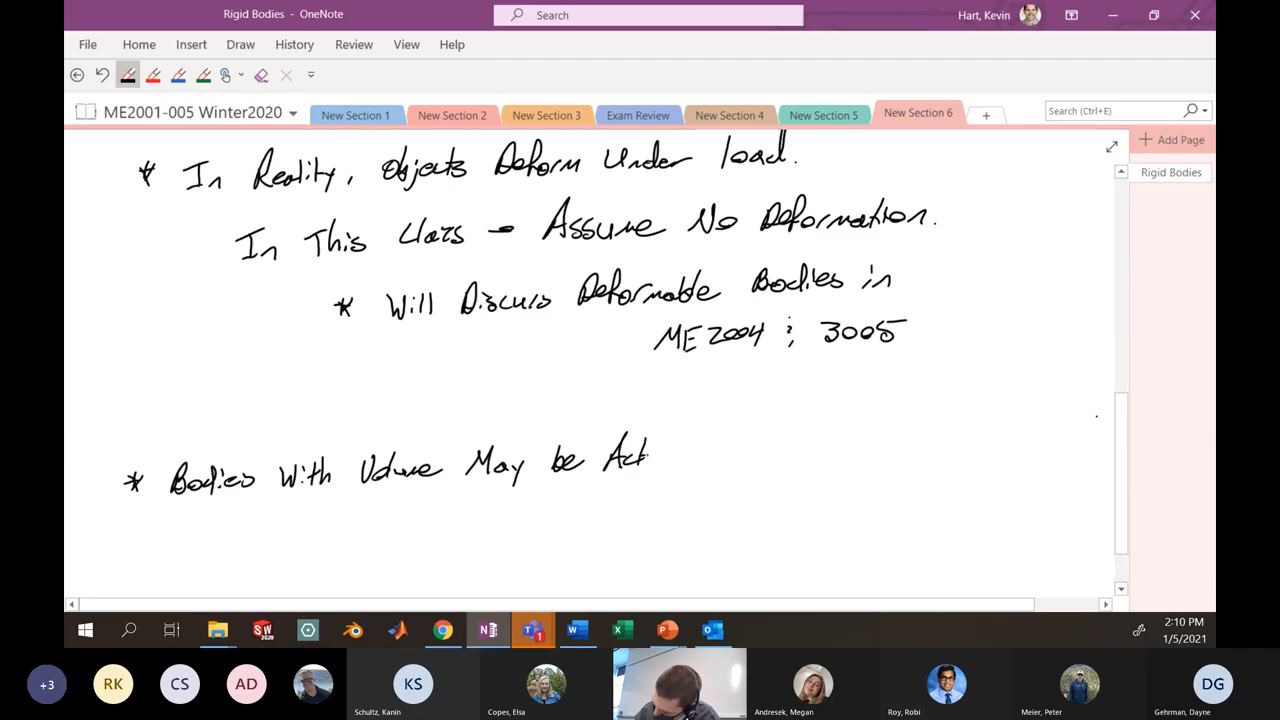 Rigid Bodies - OneNote
Search
Hart, Kevin
File Home Insert Draw History Review View Help
ME2001-005 Winter2020
New Section 1
New Section 2
New Section 3
Exam Review
New Section 4
New Section 5
New Section 6
Search (Ctrl+E)
Add Page
Rigid Bodies
* In Reality, Objects Deform Under load.
In This Class - Assume No Deformation.
* Will Discuss Deformable Bodies in
ME2004 & 3005
* Bodies With Volume May be Act
SW
2020
T 1
N
W
X
P
O
2:10 PM
1/5/2021
+3
RK
CS
AD
KS
DG
Schultz, Kanin
Copes, Elsa
Andresek, Megan
Roy, Robi
Meier, Peter
Gehrman, Dayne